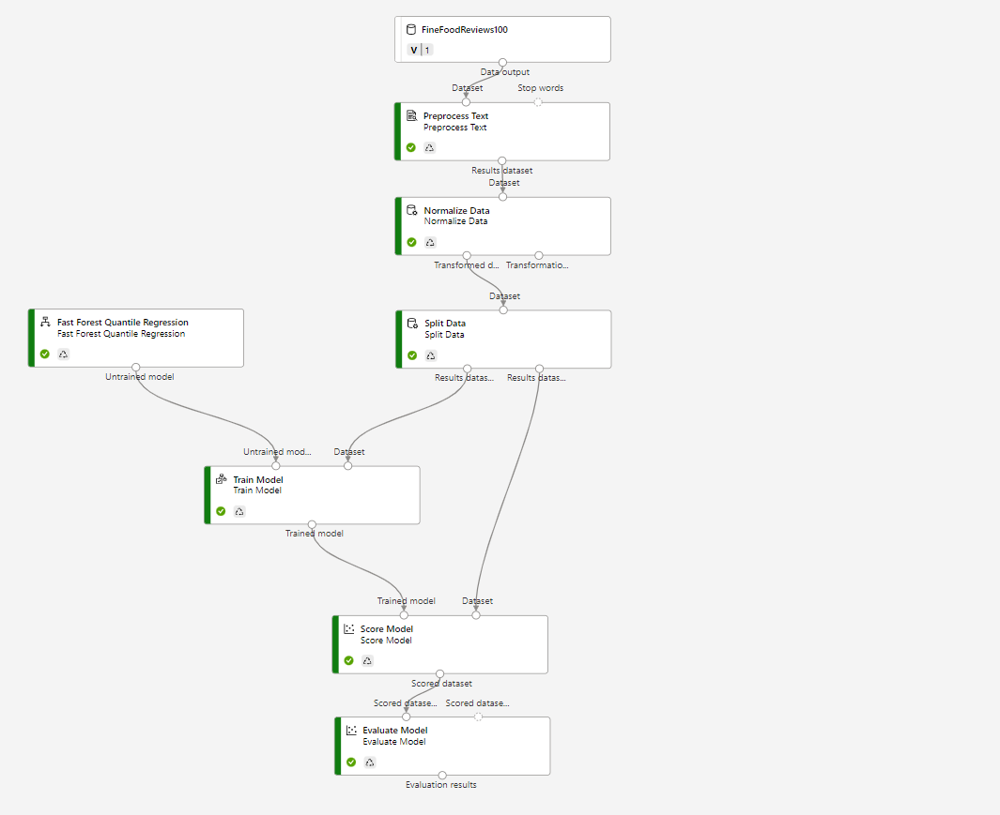 FineFoodReviews100
V 1
Data output
Dataset Stop words
Preprocess Text
Preprocess Text
Results dataset
Dataset
Normalize Data
Normalize Data
Transformed d... Transformatio...
Dataset
Split Data
Split Data
Results datas... Results datas...
Fast Forest Quantile Regression
Fast Forest Quantile Regression
Untrained model
Untrained mod... Dataset
Train Model
Train Model
Trained model
Trained model Dataset
Score Model
Score Model
Scored dataset
Scored datase... Scored datase...
Evaluate Model
Evaluate Model
Evaluation results